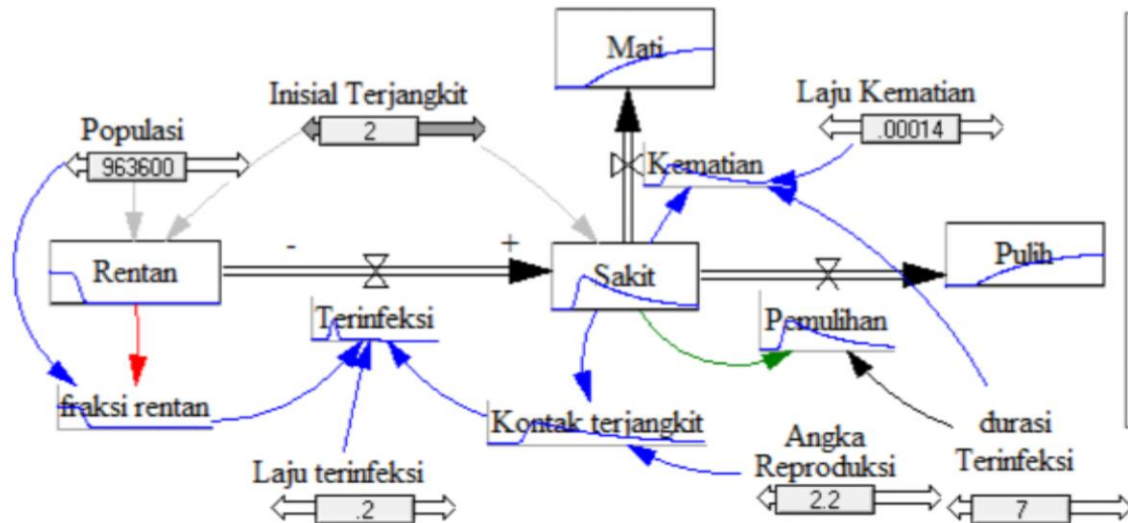 Mati
Inisial Terjangkit
2
Laju Kematian
.00014
Populasi
963600
Kematian
-
+
Rentan
Sakit
Pulih
Terinfeksi
Pemulihan
fraksi rentan
Kontak terjangkit
Angka
Reproduksi
2.2
durasi
Terinfeksi
7
Laju terinfeksi
.2